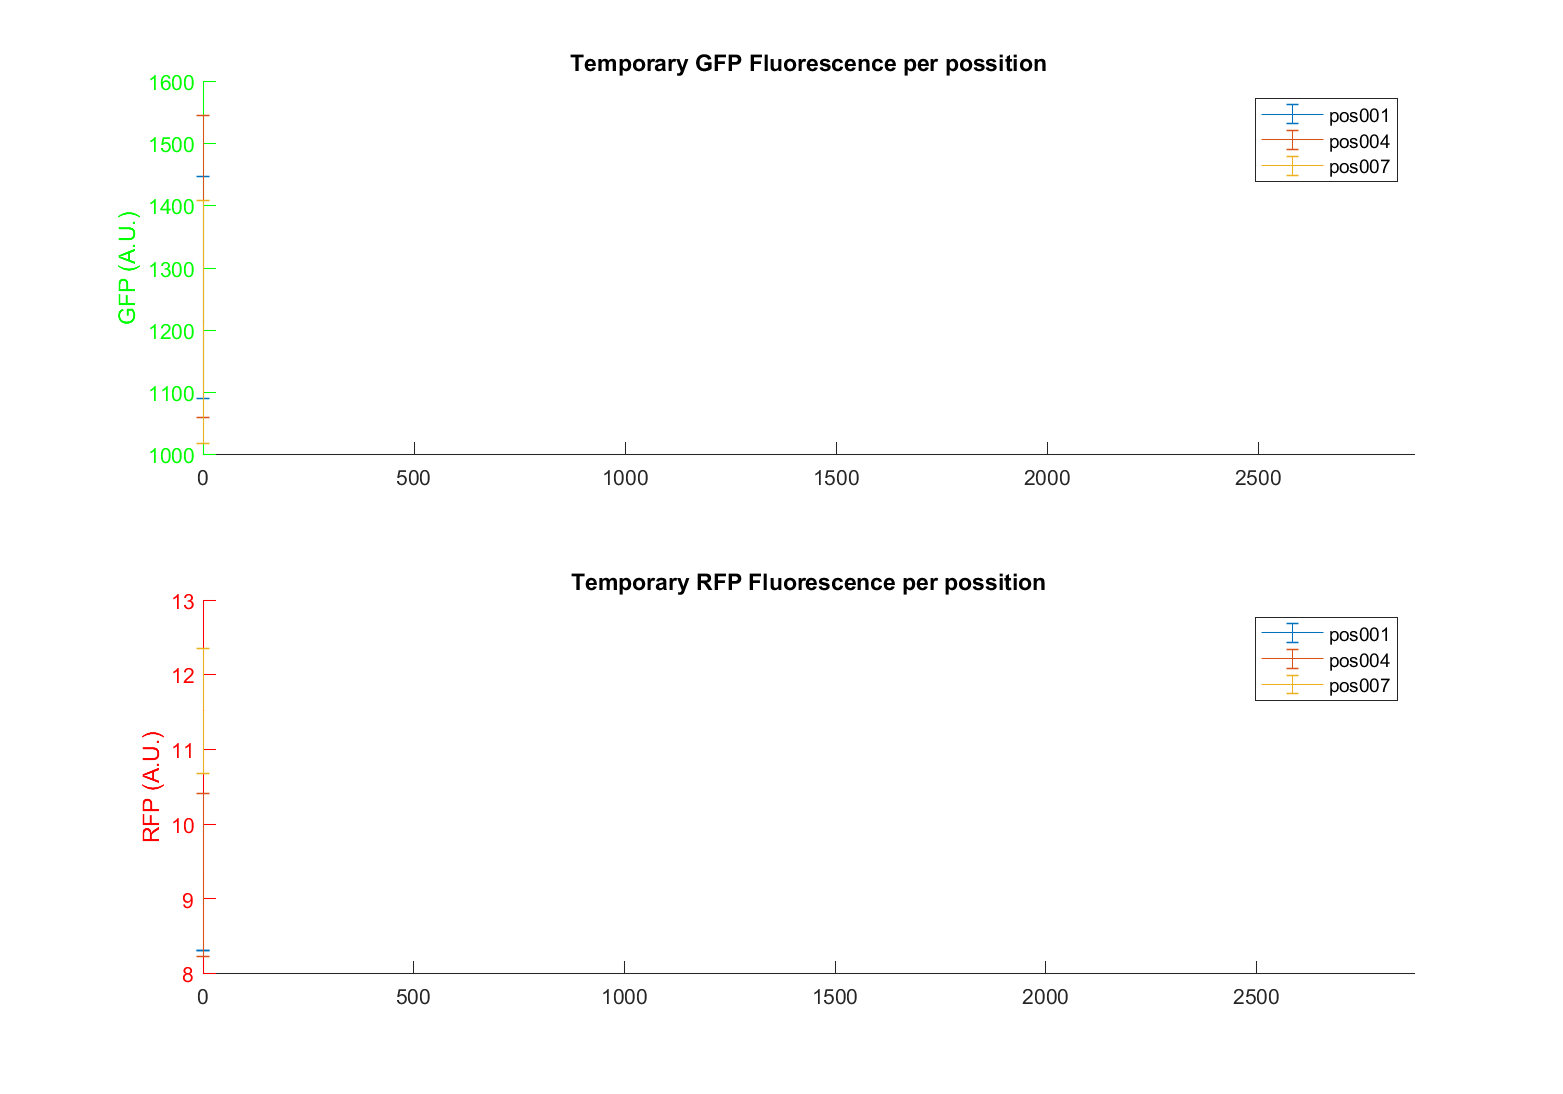 Temporary GFP Fluorescence per possition
1600
1500
1400
1300
1200
1100
1000
GFP (A.U.)
pos001
pos004
pos007
0 500 1000 1500 2000 2500
Temporary RFP Fluorescence per possition
13
12
11
10
9
8
RFP (A.U.)
pos001
pos004
pos007
0 500 1000 1500 2000 2500